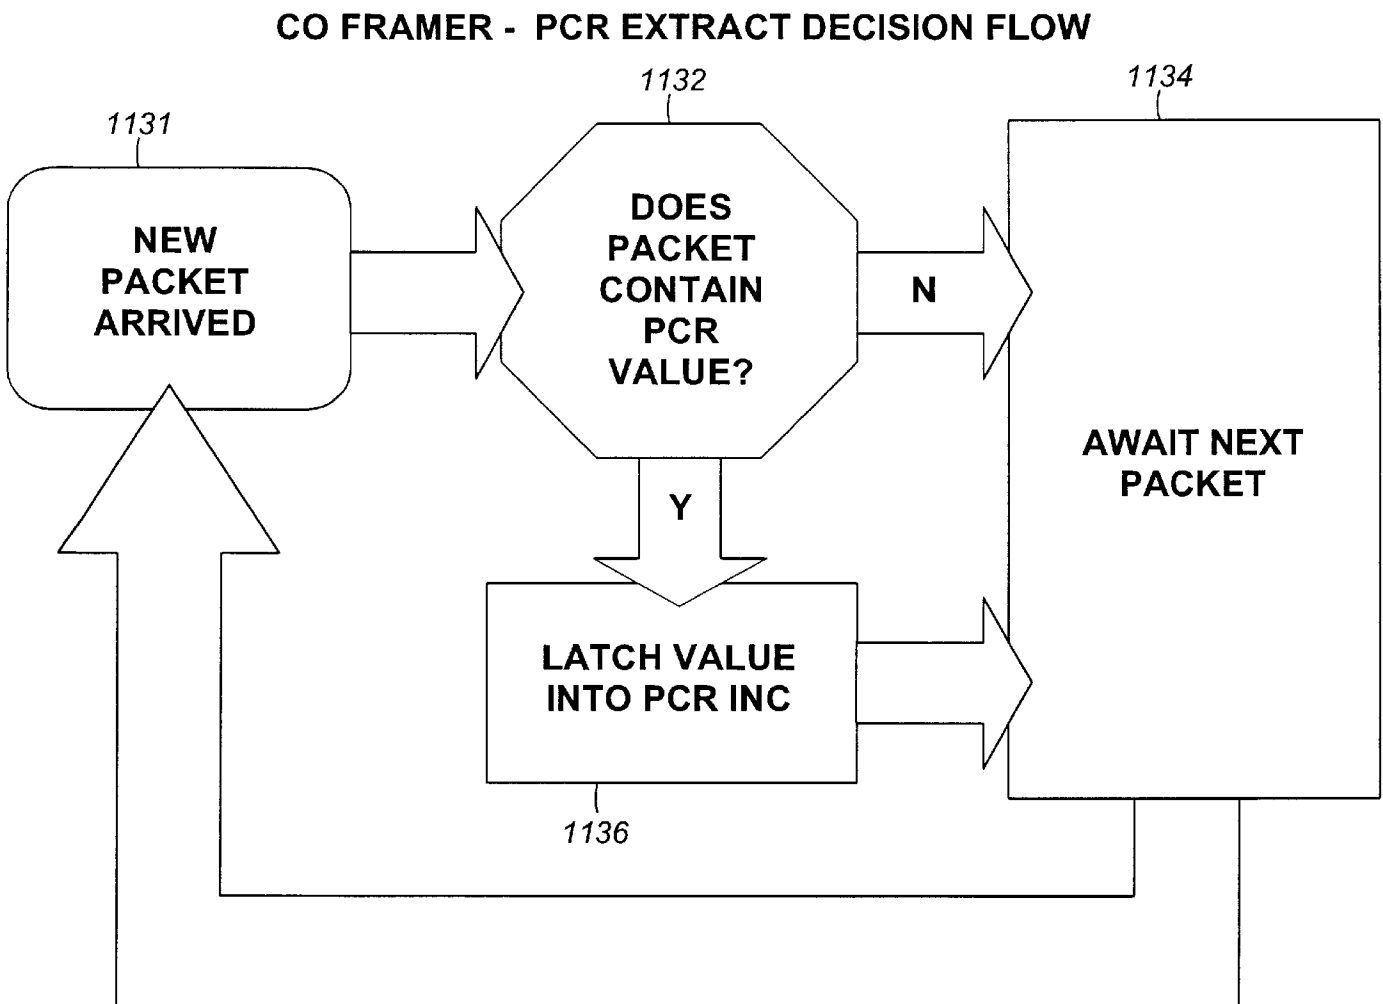 CO FRAMER - PCR EXTRACT DECISION FLOW
1131
NEW
PACKET
ARRIVED
1132
DOES
PACKET
CONTAIN
PCR
VALUE?
N
1134
AWAIT NEXT
PACKET
Y
LATCH VALUE
INTO PCR INC
1136